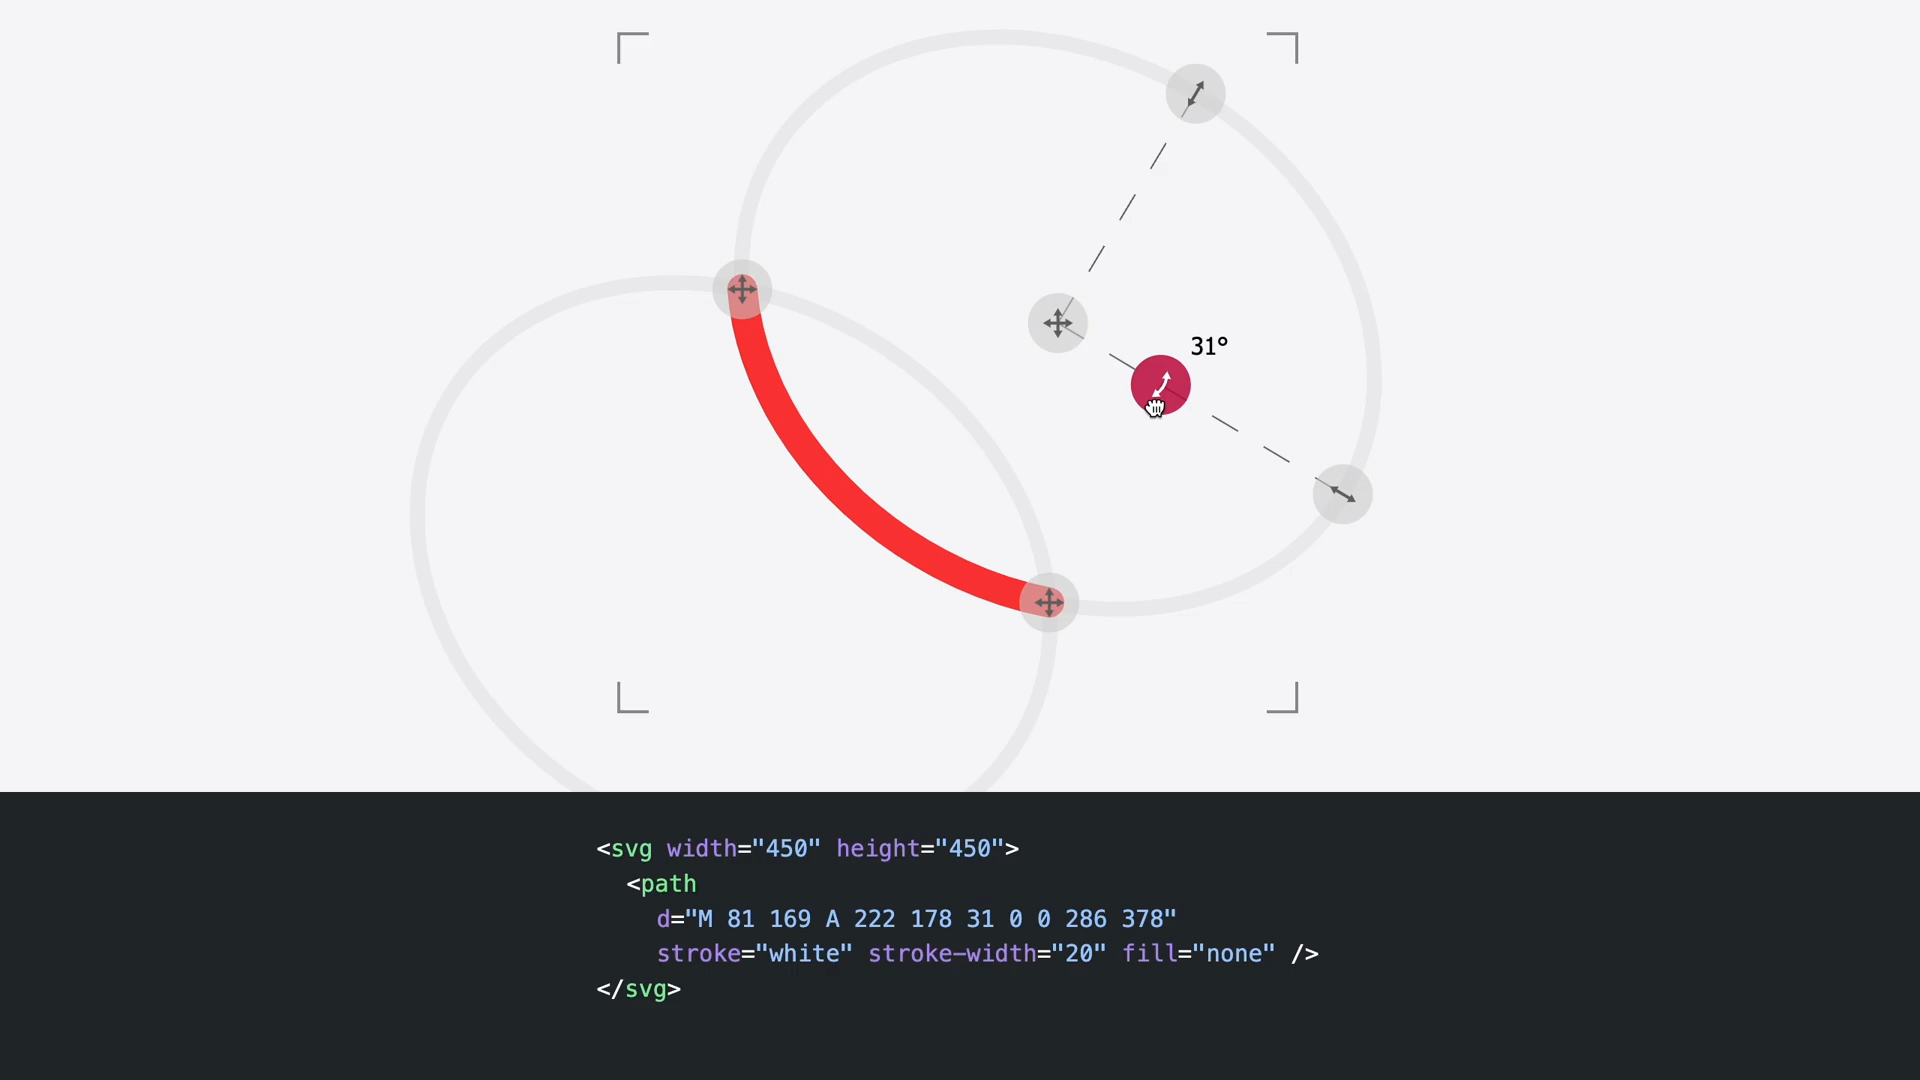 31°
<svg width="450" height="450">
<path
d="M 81 169 A 222 178 31 0 0 286 378"
stroke="white" stroke-width="20" fill="none" />
</svg>